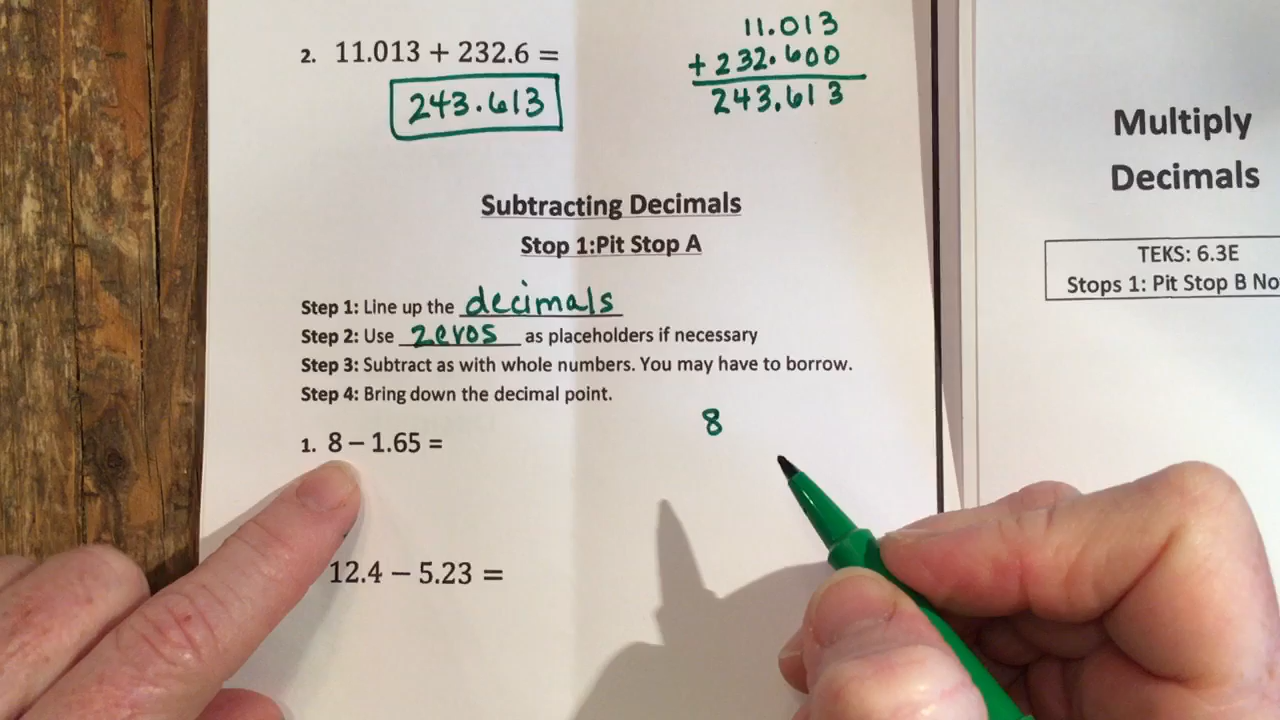 2. 11.013 + 232.6 =
243.613
11.013
+ 232.600
243.613
Subtracting Decimals
Stop 1:Pit Stop A
Step 1: Line up the decimals
Step 2: Use zeros as placeholders if necessary
Step 3: Subtract as with whole numbers. You may have to borrow.
Step 4: Bring down the decimal point.
1. 8 – 1.65 =
8
12.4 – 5.23 =
Multiply
Decimals
TEKS: 6.3E
Stops 1: Pit Stop B